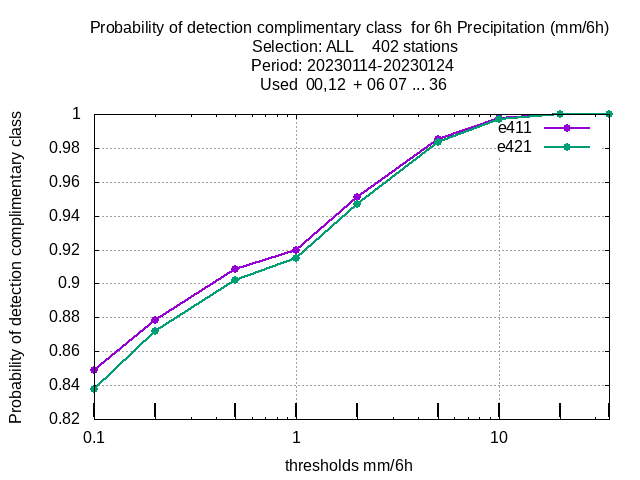 Probability of detection complimentary class  for 6h Precipitation (mm/6h)
Selection: ALL    402 stations
Period: 20230114-20230124
Used  00,12  + 06 07 ... 36
Probability of detection complimentary class
1
0.98
0.96
0.94
0.92
0.9
0.88
0.86
0.84
0.82
e411
e421
0.1
1
10
thresholds mm/6h